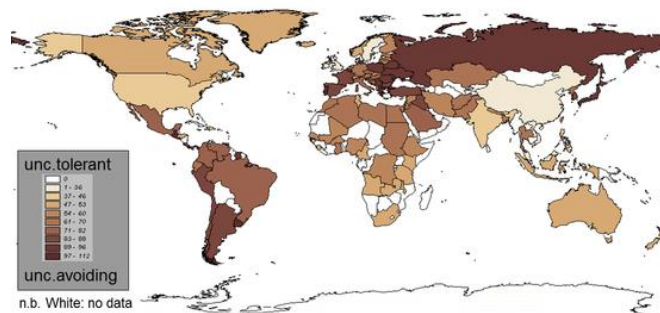 unc.tolerant
0
1 - 36
37 - 46
47 - 53
54 - 60
61 - 70
71 - 82
83 - 88
89 - 96
97 - 112
unc.avoiding
n.b. White: no data